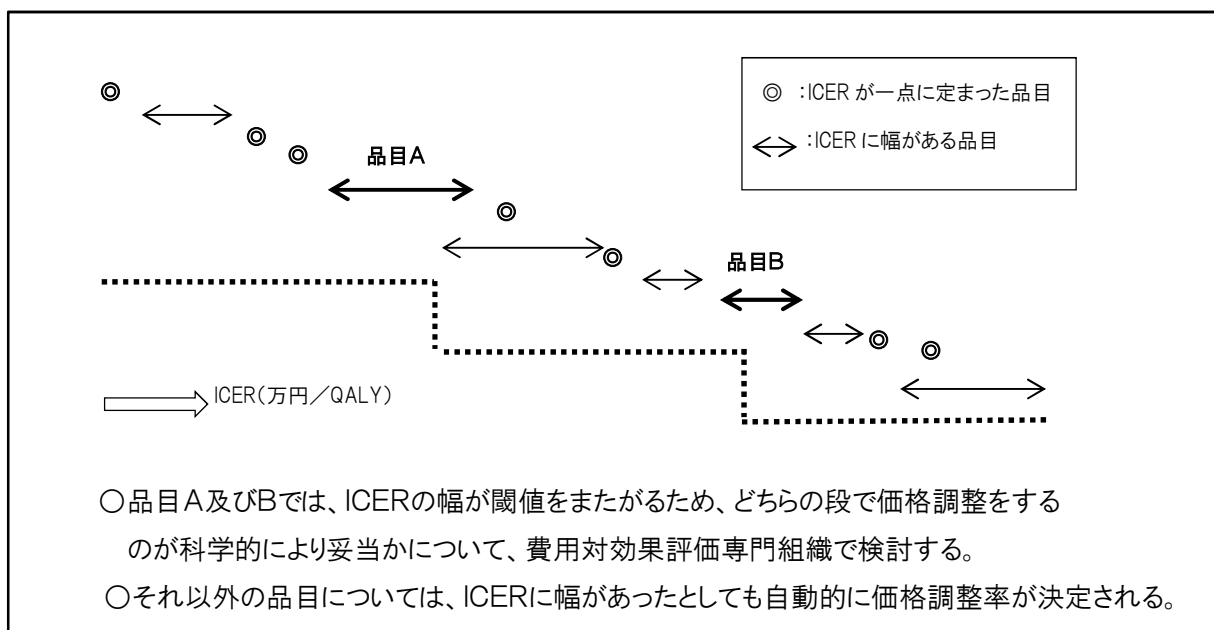 ◎ :ICER が一点に定まった品目
:ICER に幅がある品目
品目A
品目B
ICER(万円/QALY)
○品目A及びBでは、ICERの幅が閾値をまたがるため、どちらの段で価格調整をする
のが科学的により妥当かについて、費用対効果評価専門組織で検討する。
○それ以外の品目については、ICERに幅があったとしても自動的に価格調整率が決定される。